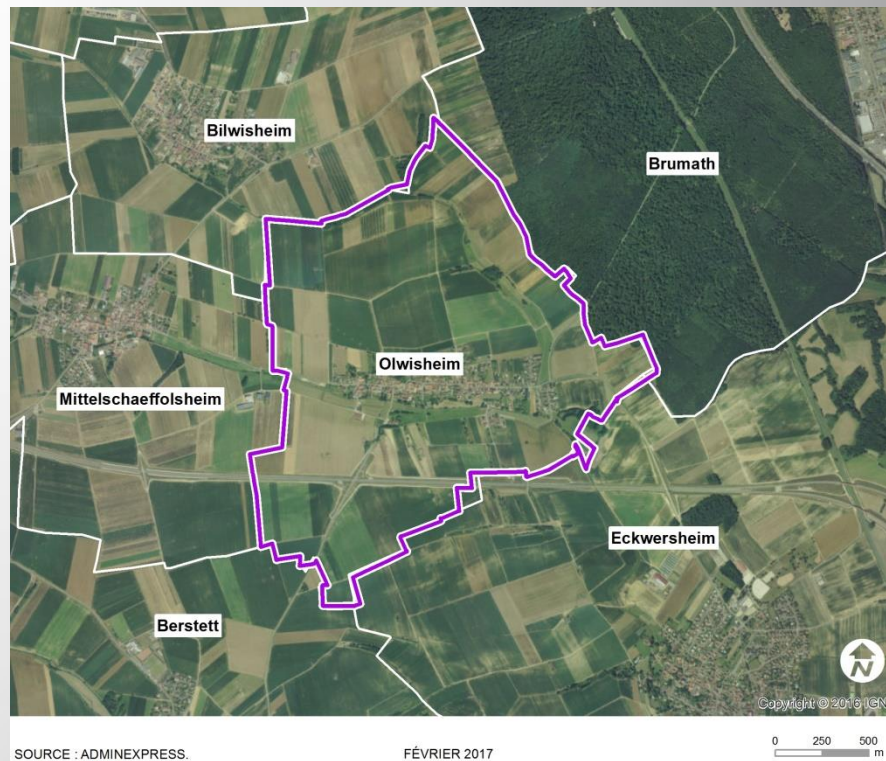 Bilwisheim
Brumath
Olwisheim
Mittelschaeffolsheim
Eckwersheim
Berstett
N
Copyright © 2016 IGN
SOURCE : ADMINEXPRESS.
FÉVRIER 2017
0 250 500
m